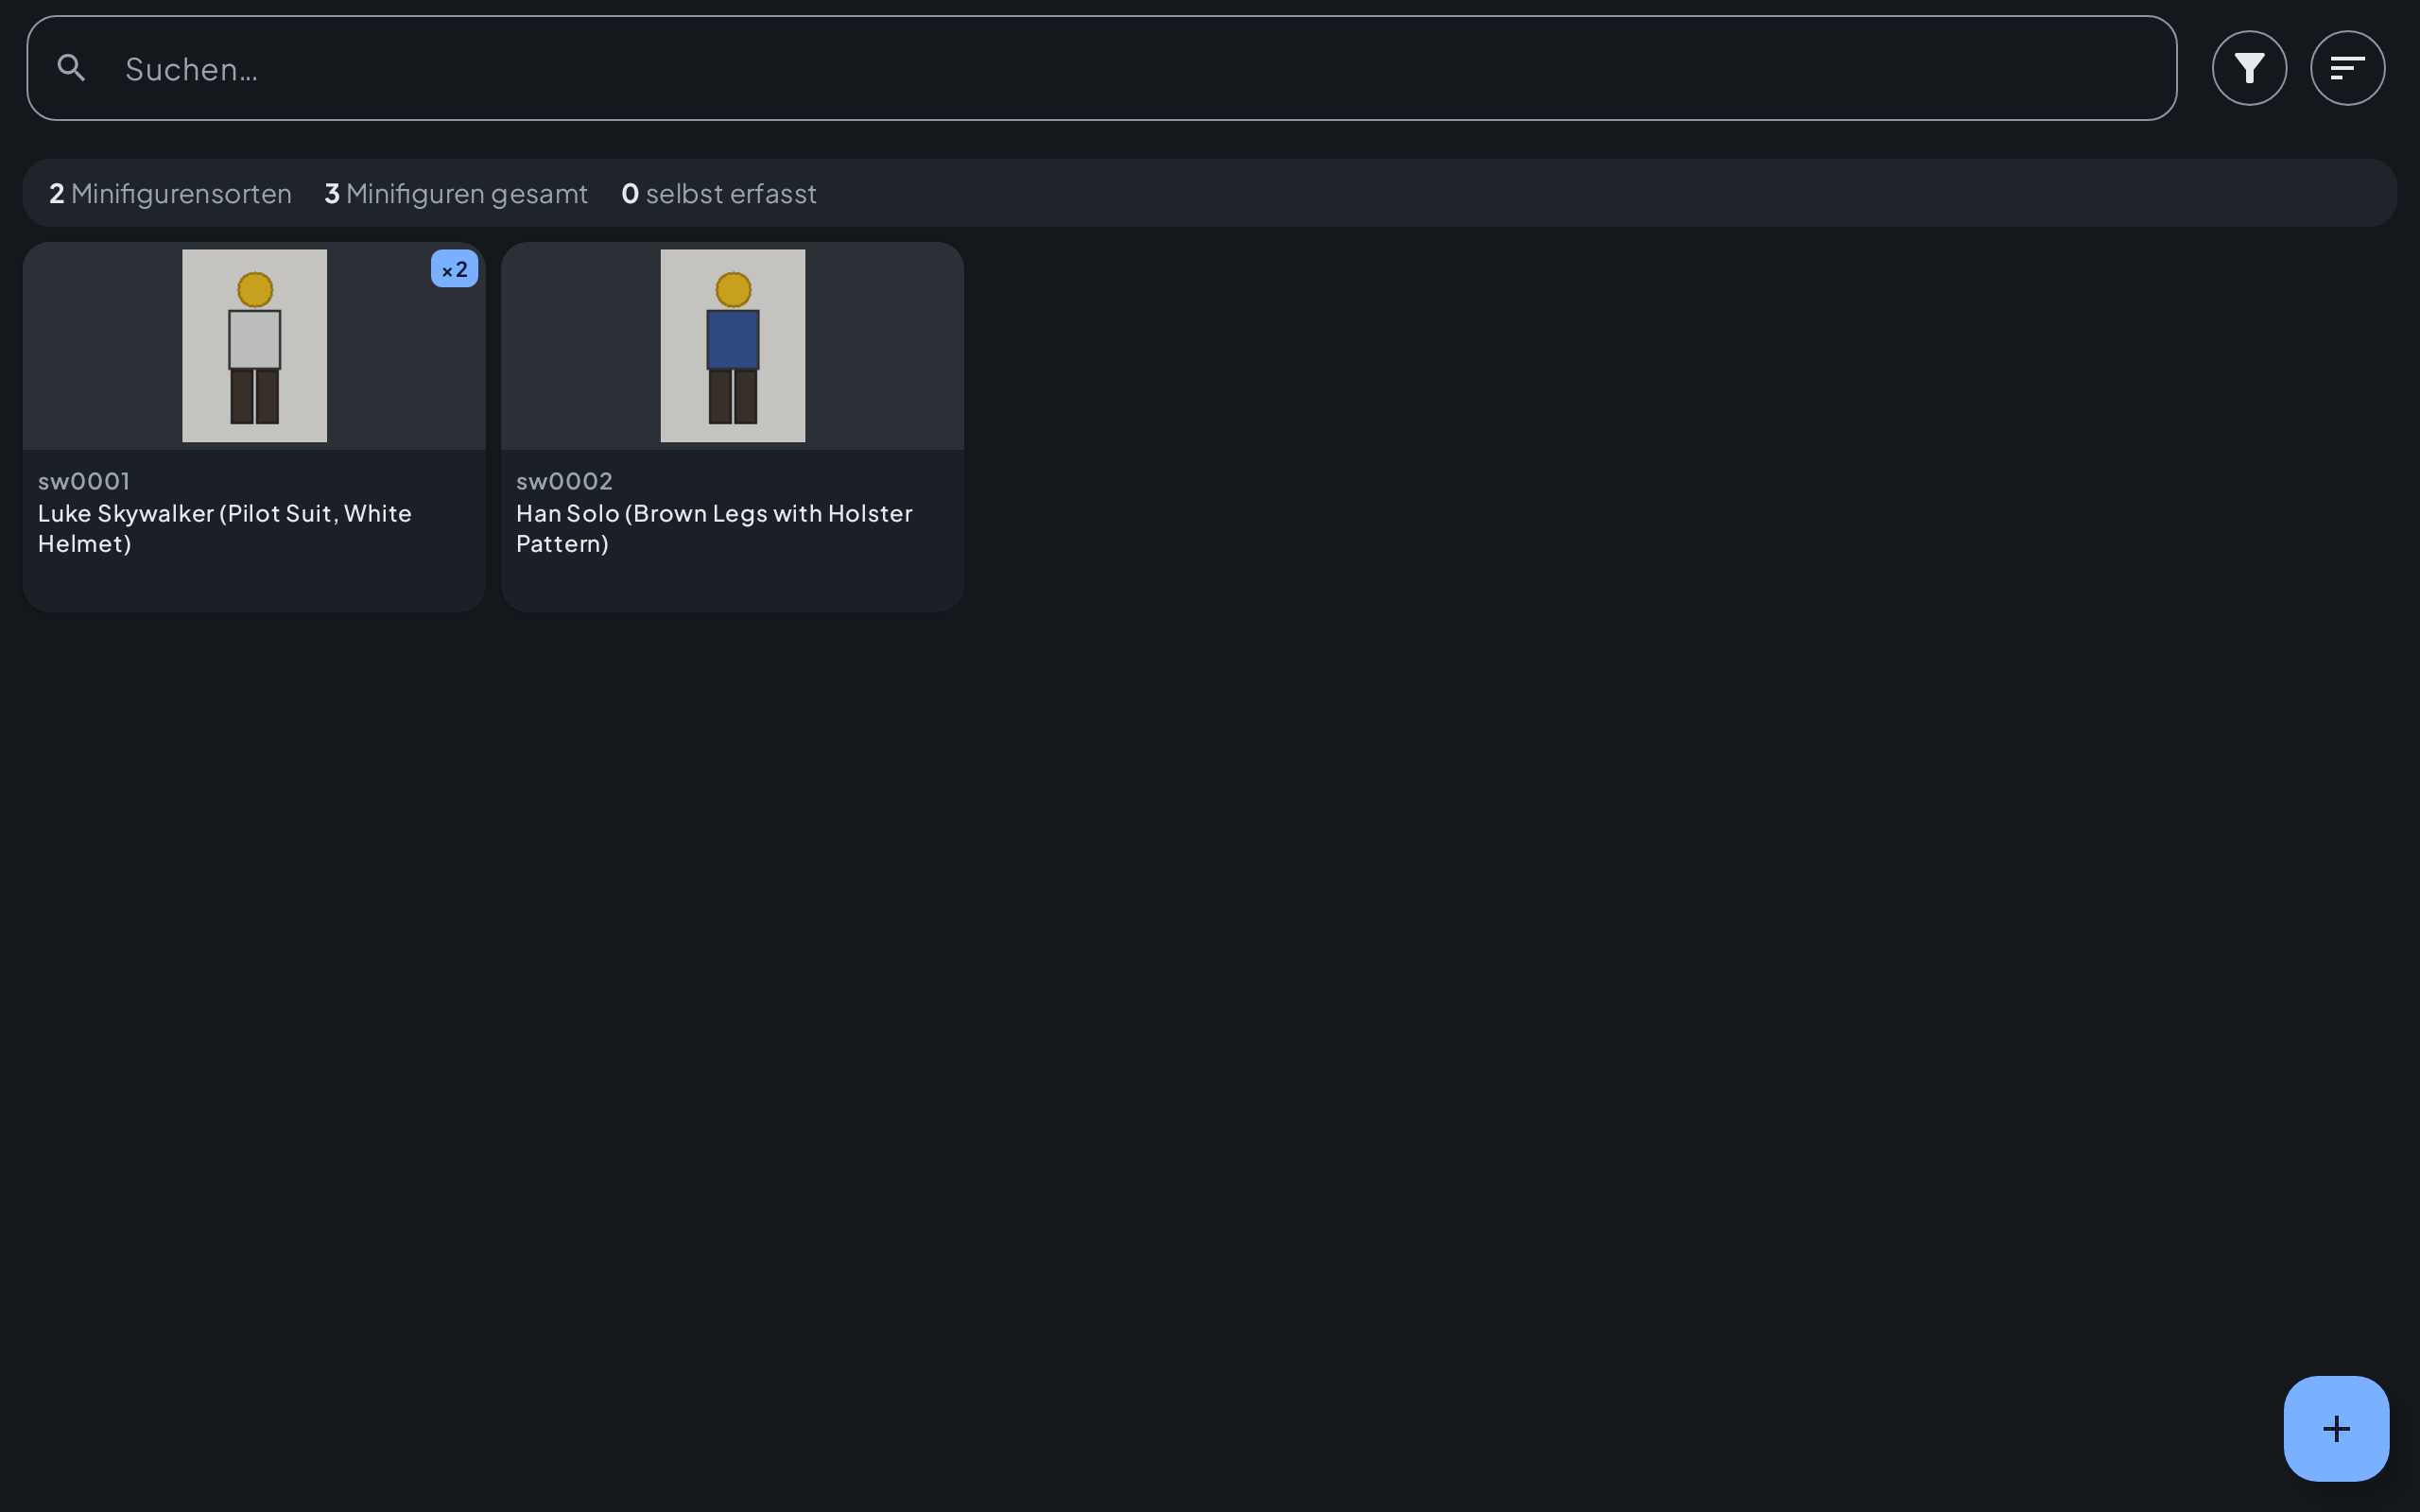 Suchen...
2 Minifigurensorten 3 Minifiguren gesamt 0 selbst erfasst
×2
sw0001
Luke Skywalker (Pilot Suit, White
Helmet)
sw0002
Han Solo (Brown Legs with Holster
Pattern)